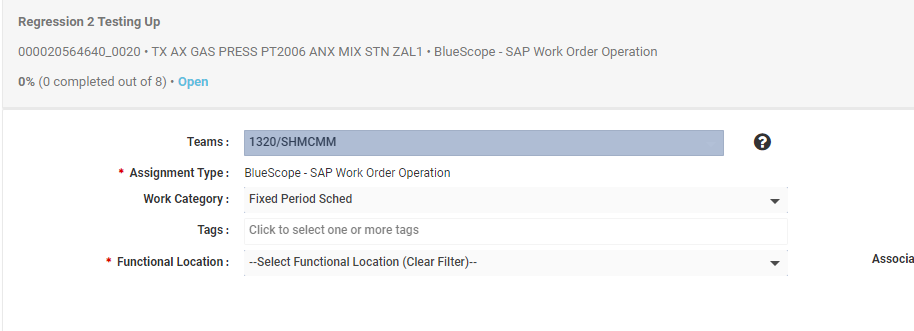 Regression 2 Testing Up
000020564640_0020 • TX AX GAS PRESS PT2006 ANX MIX STN ZAL1 • BlueScope - SAP Work Order Operation
0% (0 completed out of 8) • Open
Teams : 1320/SHMCMM ?
* Assignment Type : BlueScope - SAP Work Order Operation
Work Category : Fixed Period Sched
Tags : Click to select one or more tags
* Functional Location : --Select Functional Location (Clear Filter)-- Associa